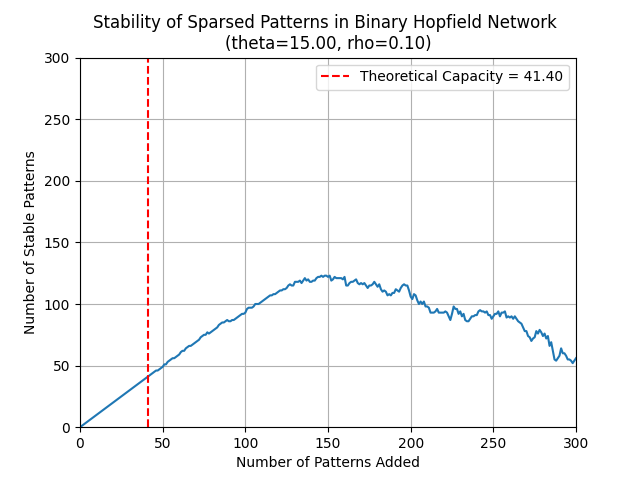 Stability of Sparsed Patterns in Binary Hopfield Network
(theta=15.00, rho=0.10)
Theoretical Capacity = 41.40
Number of Stable Patterns
300
250
200
150
100
50
0
0 50 100 150 200 250 300
Number of Patterns Added